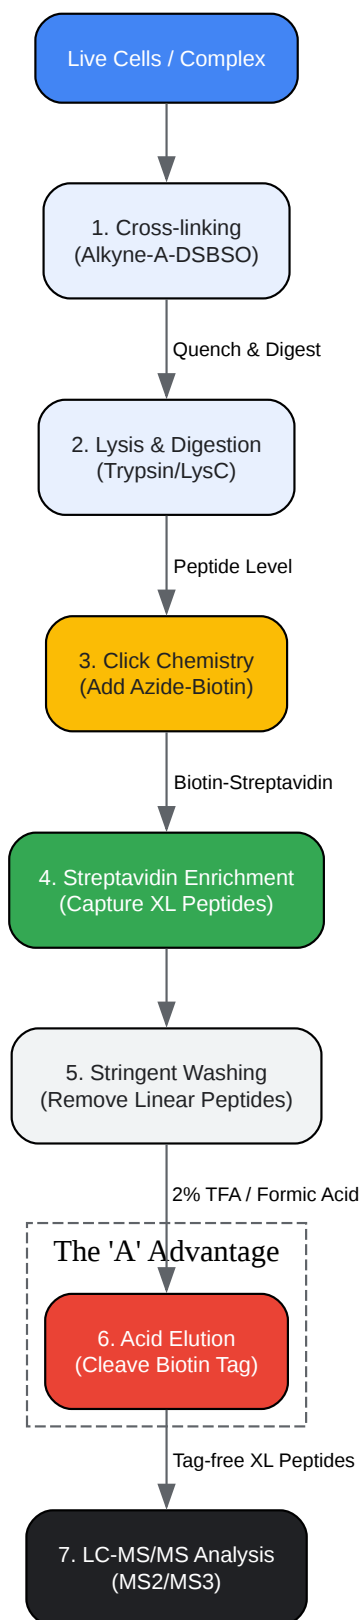 Live Cells / Complex
1. Cross-linking
(Alkyne-A-DSBSO)
Quench & Digest
2. Lysis & Digestion
(Trypsin/LysC)
Peptide Level
3. Click Chemistry
(Add Azide-Biotin)
Biotin-Streptavidin
4. Streptavidin Enrichment
(Capture XL Peptides)
5. Stringent Washing
(Remove Linear Peptides)
2% TFA / Formic Acid
The 'A' Advantage
6. Acid Elution
(Cleave Biotin Tag)
Tag-free XL Peptides
7. LC-MS/MS Analysis
(MS2/MS3)